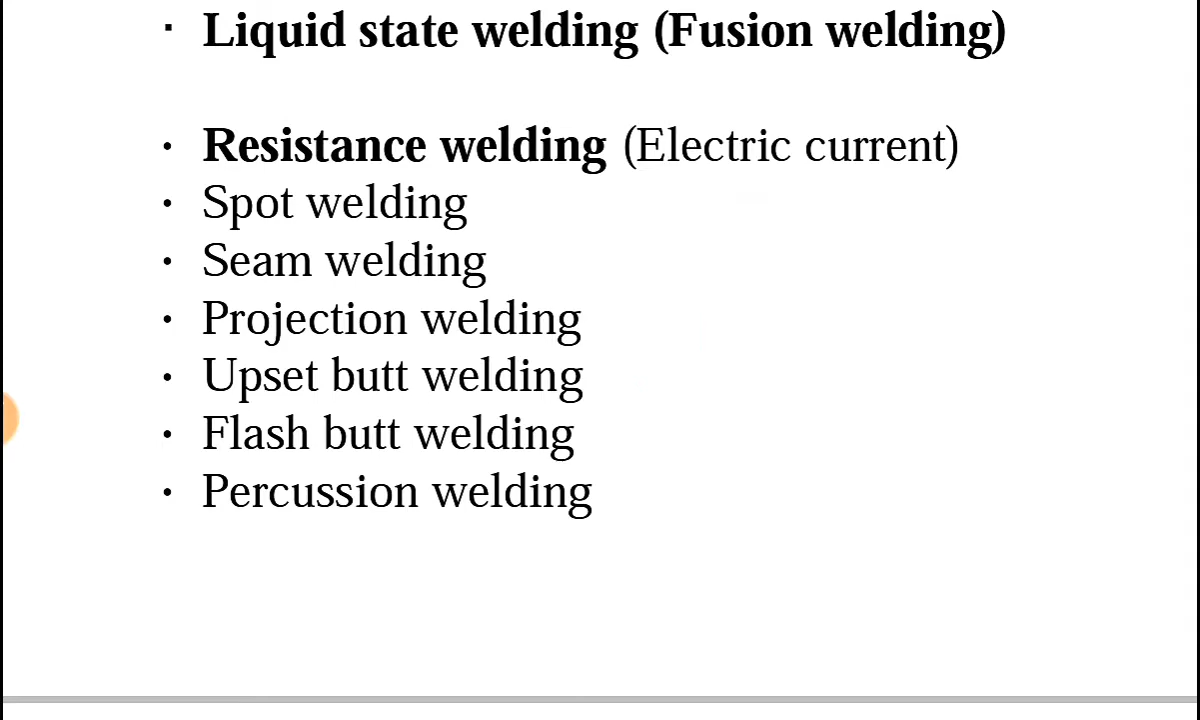 · Liquid state welding (Fusion welding)
· Resistance welding (Electric current)
· Spot welding
· Seam welding
· Projection welding
· Upset butt welding
· Flash butt welding
· Percussion welding